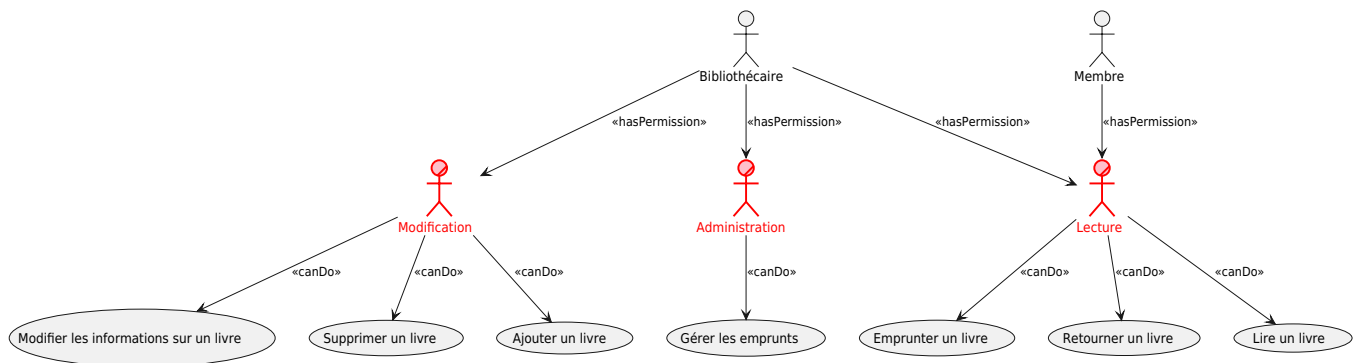 Bibliothécaire
Membre
«hasPermission»
«hasPermission»
«hasPermission»
«hasPermission»
Modification
Administration
Lecture
«canDo»
«canDo»
«canDo»
«canDo»
«canDo»
«canDo»
«canDo»
Modifier les informations sur un livre
Supprimer un livre
Ajouter un livre
Gérer les emprunts
Emprunter un livre
Retourner un livre
Lire un livre